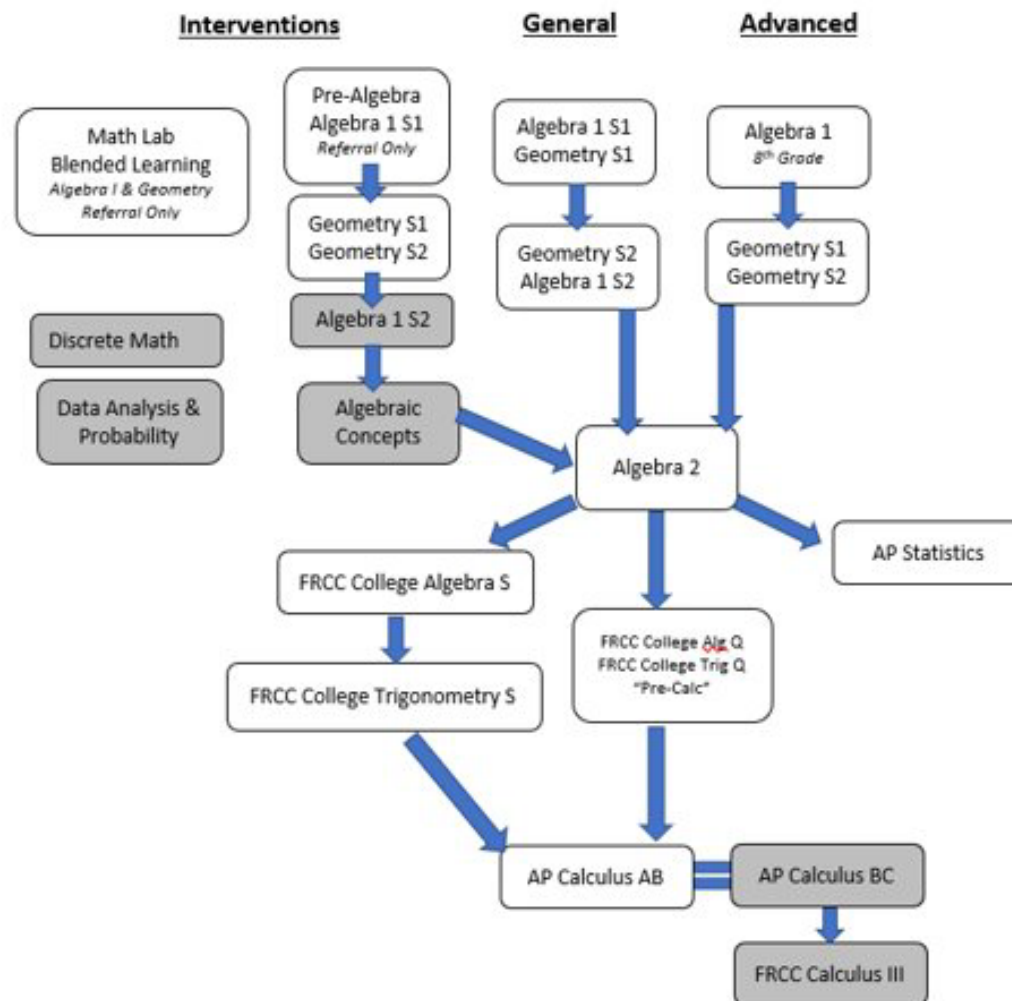 Interventions
General
Advanced
Math Lab
Blended Learning
Algebra I & Geometry
Referral Only
Pre-Algebra
Algebra 1 S1
Referral Only
Algebra 1 S1
Geometry S1
Algebra 1
8th Grade
Geometry S1
Geometry S2
Geometry S2
Algebra 1 S2
Geometry S1
Geometry S2
Discrete Math
Algebra 1 S2
Data Analysis &
Probability
Algebraic
Concepts
Algebra 2
AP Statistics
FRCC College Algebra S
FRCC College Alg Q
FRCC College Trig Q
"Pre-Calc"
FRCC College Trigonometry S
AP Calculus AB
AP Calculus BC
FRCC Calculus III